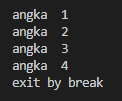 angka  1
angka  2
angka  3
angka  4
exit by break